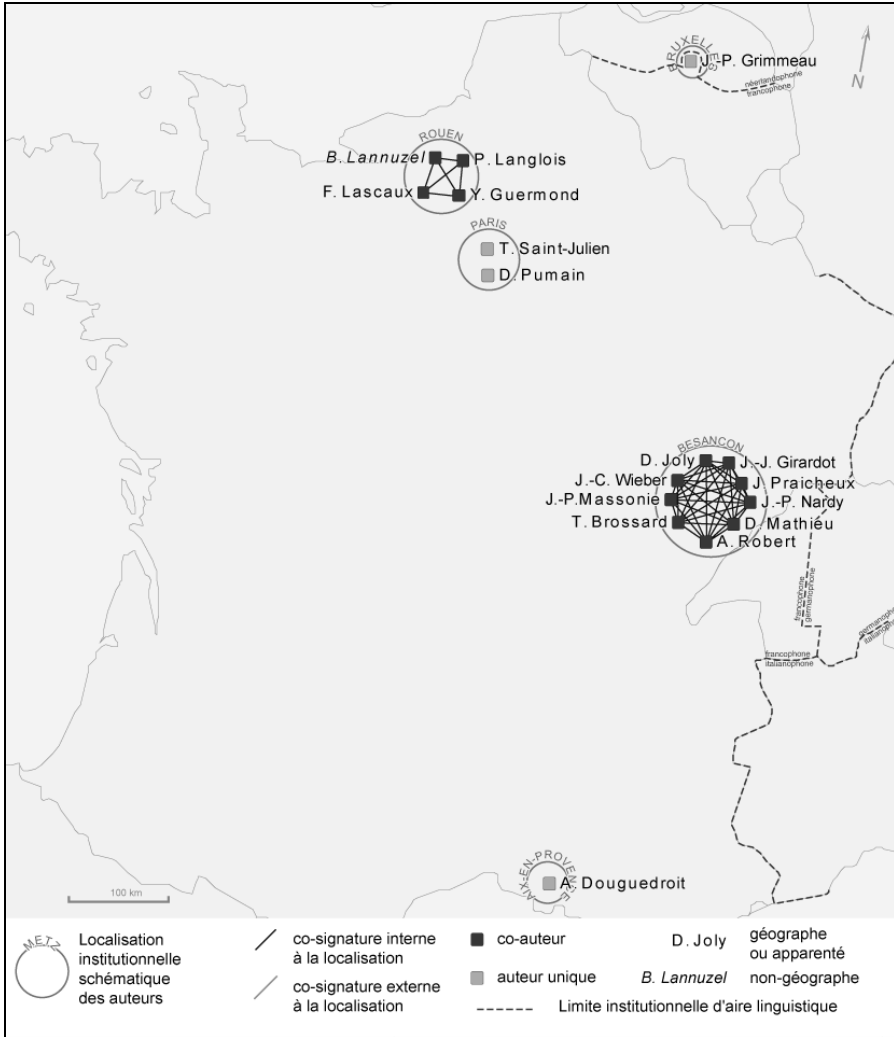 BRUXELLES
J.-P. Grimmeau
N
néerlandophone
francophone
ROUEN
B. Lannuzel
P. Langlois
F. Lascaux
Y. Guermond
PARIS
T. Saint-Julien
D. Pumain
BESANCON
D. Joly
J.-J. Girardot
J.-C. Wieber
J. Praicheux
J.-P.Massonie
J.-P. Nardy
T. Brossard
D. Mathiéu
A. Robert
francophone
germanophone
germanophone
italianophone
francophone
italianophone
AIX-EN-PROVENCE
A. Douguedroit
100 km
METZ
Localisation
institutionnelle
schématique
des auteurs
co-signature interne
à la localisation
co-signature externe
à la localisation
co-auteur
auteur unique
D. Joly
géographe
ou apparenté
B. Lannuzel
non-géographe
Limite institutionnelle d'aire linguistique